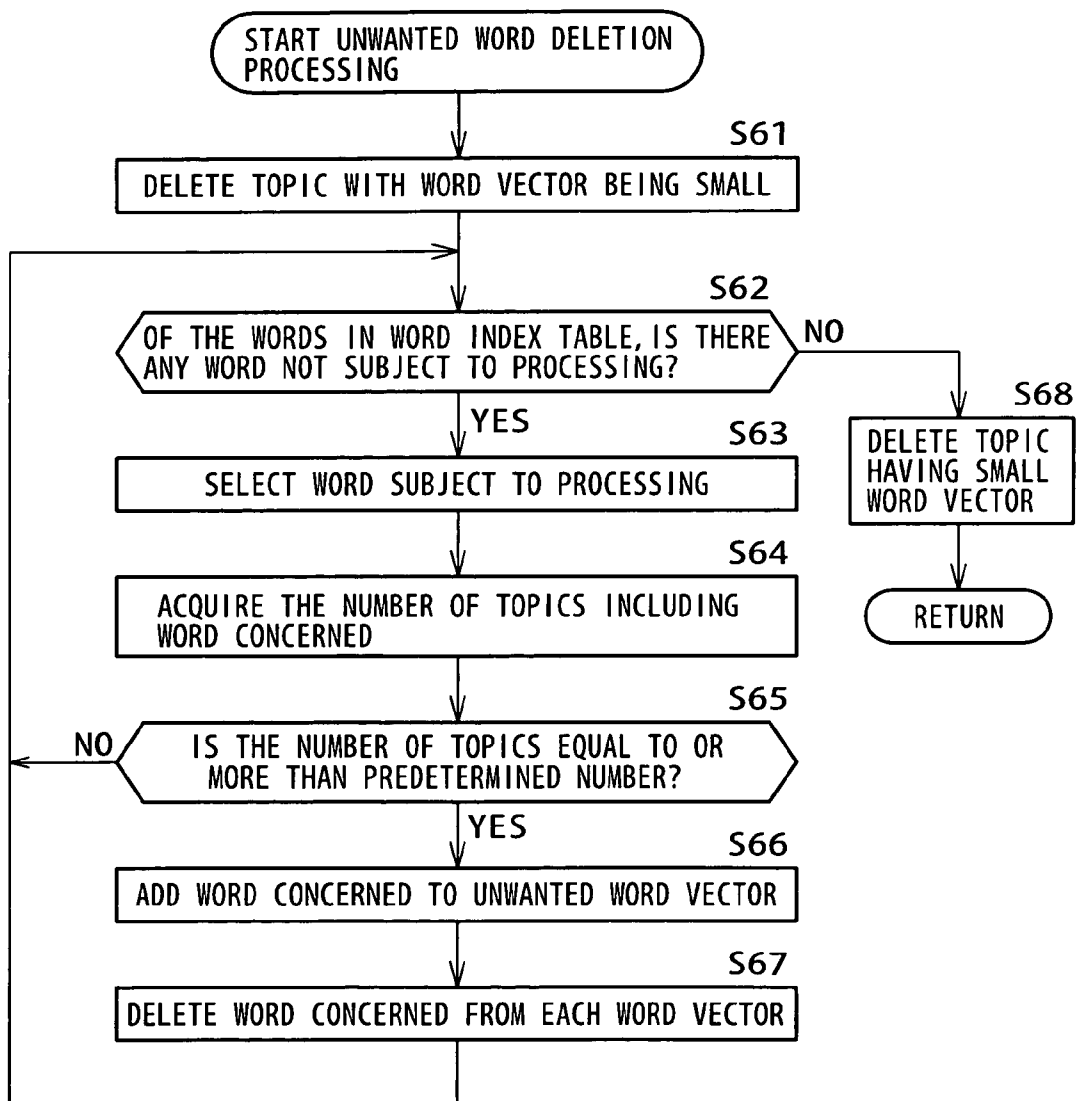 START UNWANTED WORD DELETION
PROCESSING
S61
DELETE TOPIC WITH WORD VECTOR BEING SMALL
S62
OF THE WORDS IN WORD INDEX TABLE, IS THERE
ANY WORD NOT SUBJECT TO PROCESSING?
NO
YES
S68
DELETE TOPIC
HAVING SMALL
WORD VECTOR
RETURN
S63
SELECT WORD SUBJECT TO PROCESSING
S64
ACQUIRE THE NUMBER OF TOPICS INCLUDING
WORD CONCERNED
S65
NO
IS THE NUMBER OF TOPICS EQUAL TO OR
MORE THAN PREDETERMINED NUMBER?
YES
S66
ADD WORD CONCERNED TO UNWANTED WORD VECTOR
S67
DELETE WORD CONCERNED FROM EACH WORD VECTOR